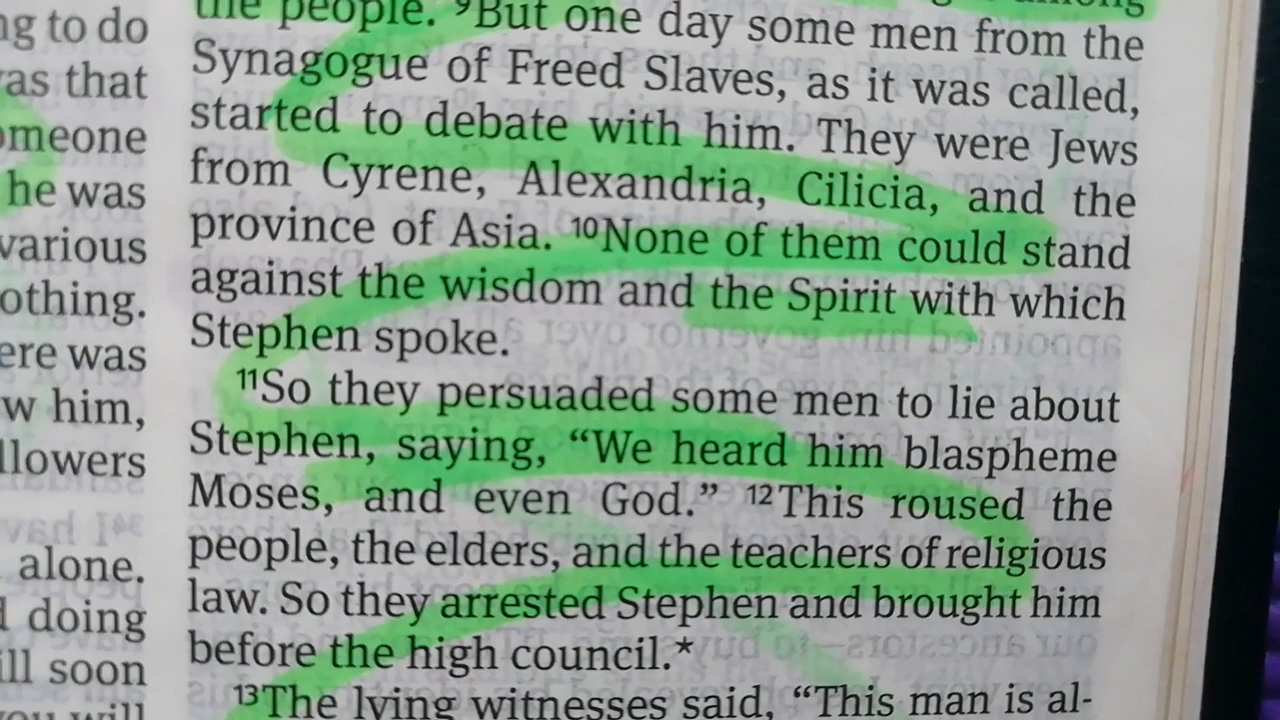 ng to do
as that
omeone
he was
various
othing.
ere was
w him,
llowers
alone.
d doing
ill soon
you will
the people. ⁹But one day some men from the
Synagogue of Freed Slaves, as it was called,
started to debate with him. They were Jews
from Cyrene, Alexandria, Cilicia, and the
province of Asia. ¹⁰None of them could stand
against the wisdom and the Spirit with which
Stephen spoke.
¹¹So they persuaded some men to lie about
Stephen, saying, “We heard him blaspheme
Moses, and even God.” ¹²This roused the
people, the elders, and the teachers of religious
law. So they arrested Stephen and brought him
before the high council.*
¹³The lying witnesses said, “This man is al-